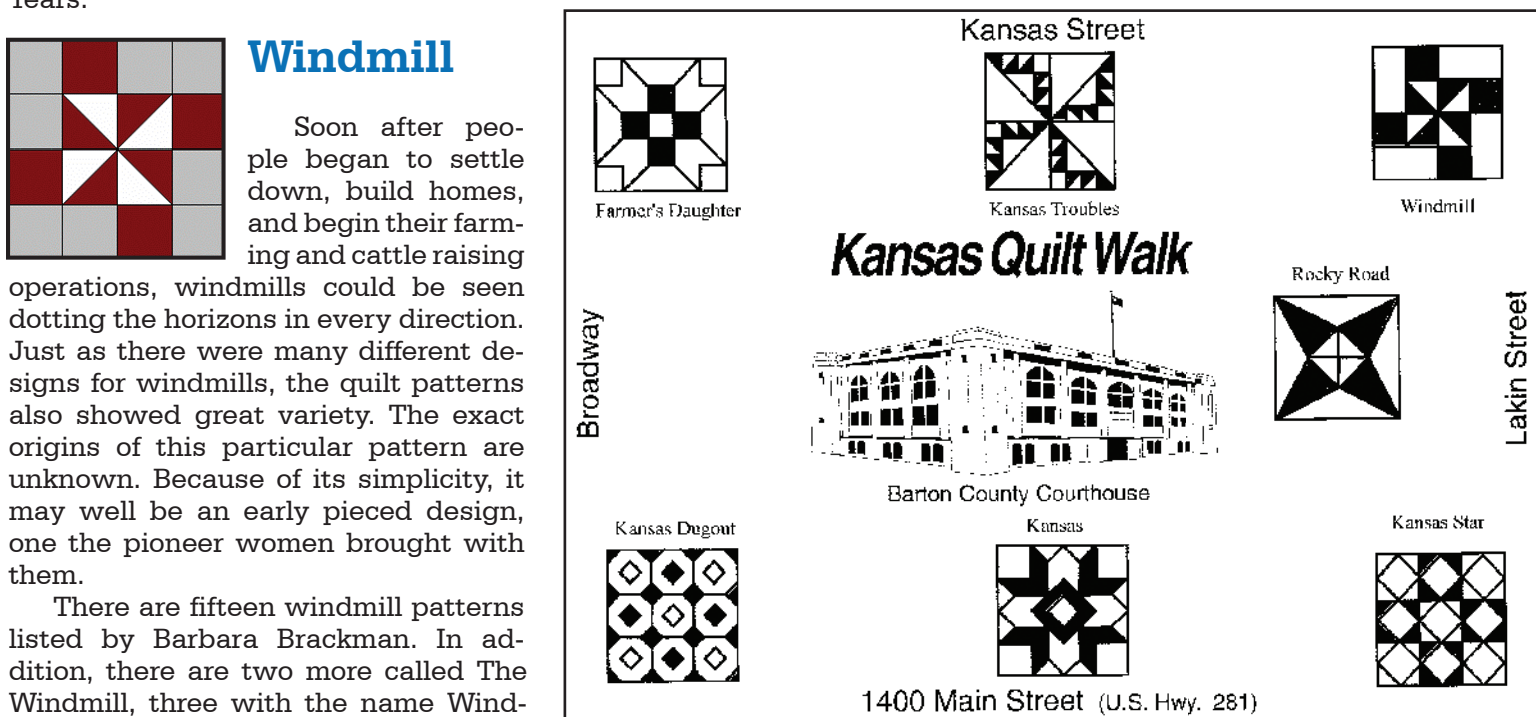 Years.
Windmill
Soon after peo-
ple began to settle
down, build homes,
and begin their farm-
ing and cattle raising
operations, windmills could be seen
dotting the horizons in every direction.
Just as there were many different de-
signs for windmills, the quilt patterns
also showed great variety. The exact
origins of this particular pattern are
unknown. Because of its simplicity, it
may well be an early pieced design,
one the pioneer women brought with
them.
There are fifteen windmill patterns
listed by Barbara Brackman. In ad-
dition, there are two more called The
Windmill, three with the name Wind-
Kansas Street
Farmer's Daughter
Kansas Troubles
Windmill
Kansas Quilt Walk
Rocky Road
Broadway
Lakin Street
Barton County Courthouse
Kansas Dugout
Kansas
Kansas Star
1400 Main Street (U.S. Hwy. 281)